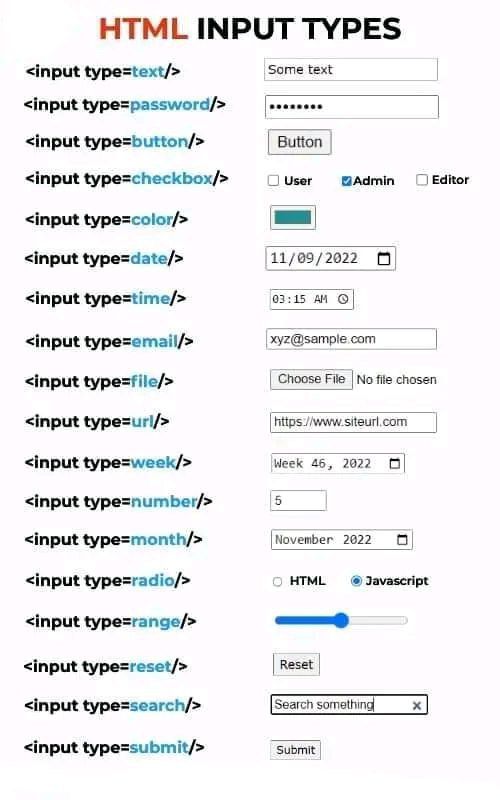 HTML INPUT TYPES
<input type=text/> Some text
<input type=password/> ••••••••
<input type=button/> Button
<input type=checkbox/> User Admin Editor
<input type=color/>
<input type=date/> 11/09/2022
<input type=time/> 03:15 AM
<input type=email/> xyz@sample.com
<input type=file/> Choose File No file chosen
<input type=url/> https://www.siteurl.com
<input type=week/> Week 46, 2022
<input type=number/> 5
<input type=month/> November 2022
<input type=radio/> HTML Javascript
<input type=range/>
<input type=reset/> Reset
<input type=search/> Search something
<input type=submit/> Submit